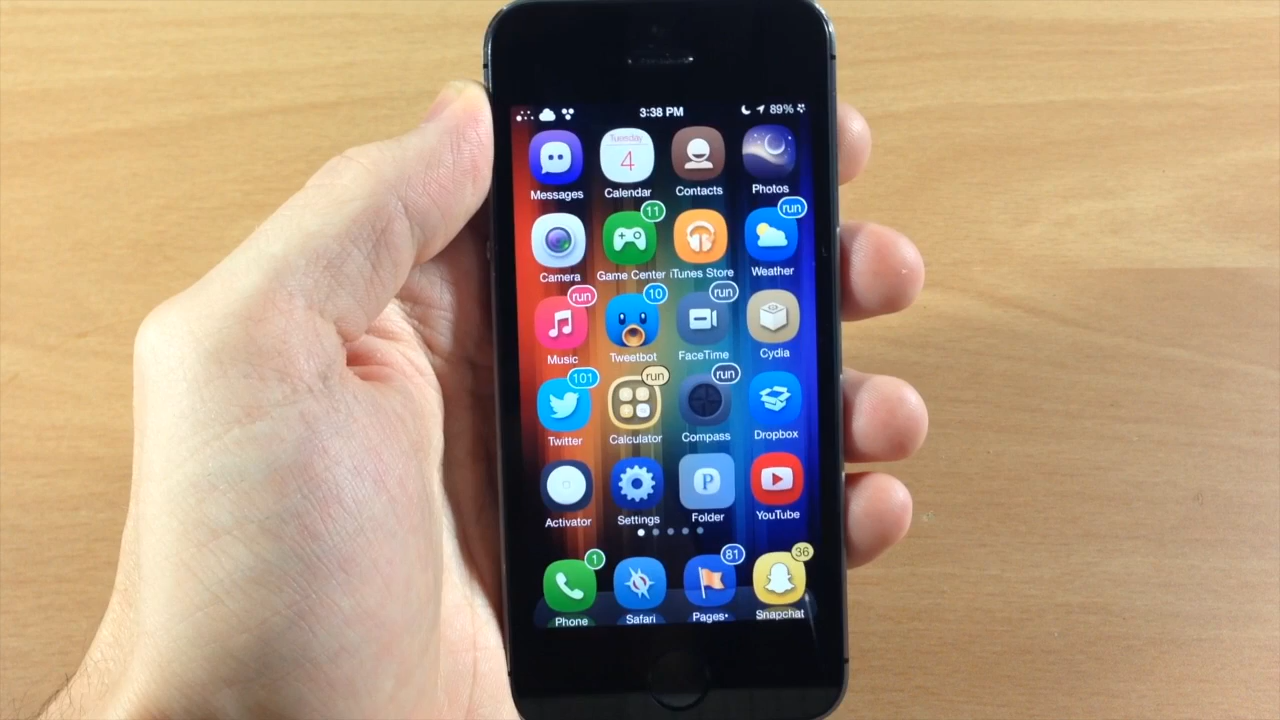 3:38 PM 89%
Tuesday
4
Messages Calendar Contacts Photos
11 run
Camera Game Center iTunes Store Weather
run 10 run
Music Tweetbot FaceTime Cydia
101 run run
Twitter Calculator Compass Dropbox
P
Activator Settings Folder YouTube
1 81 36
Phone Safari Pages• Snapchat